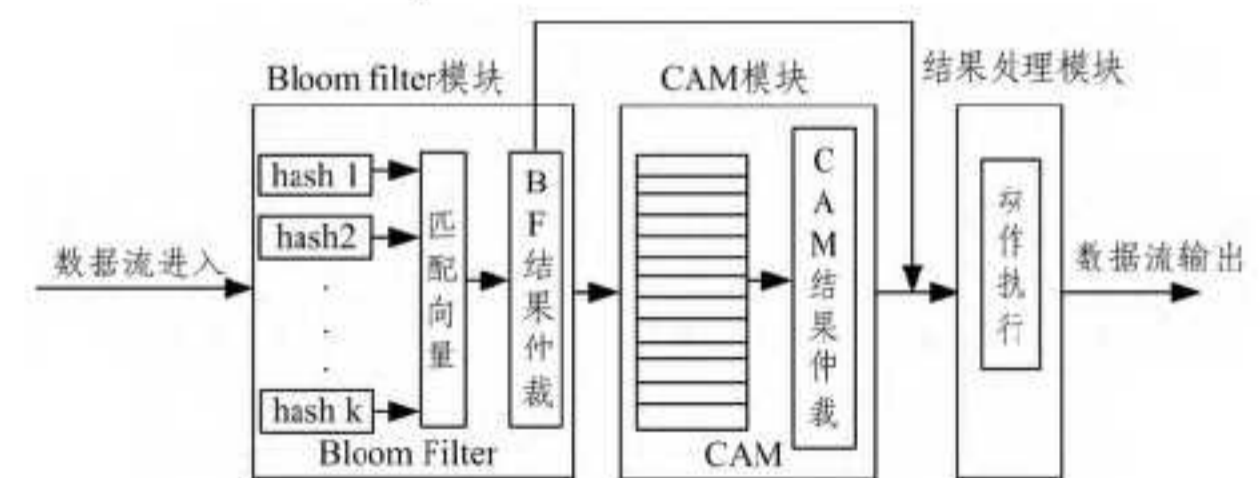 Bloom filter模块
CAM模块
结果处理模块
数据流进入
hash 1
hash2
hash k
匹配向量
BF结果仲裁
Bloom Filter
CAM结果仲裁
CAM
动作执行
数据流输出